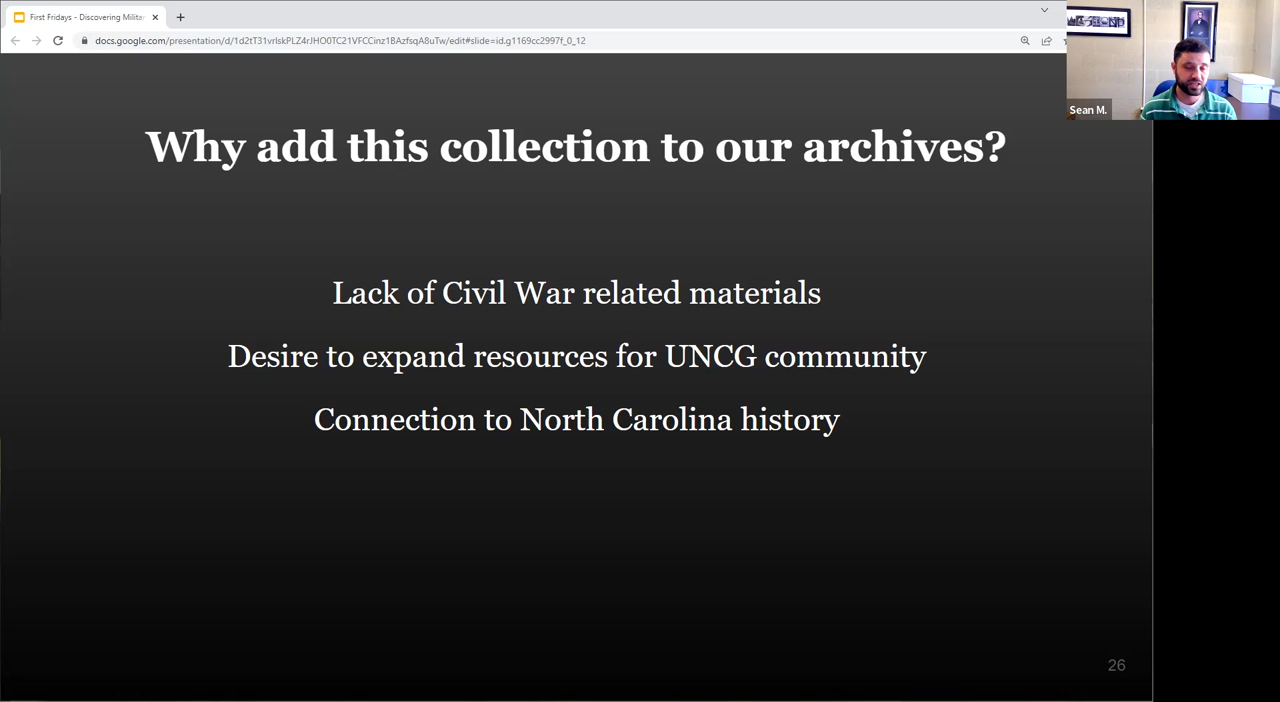 First Fridays - Discovering Milita
docs.google.com/presentation/d/1d2tT31vrlskPLZ4rJHO0TC21VFCCinz1BAzfsqA8uTw/edit#slide=id.g1169cc2997f_0_12
Sean M.
Why add this collection to our archives?
Lack of Civil War related materials
Desire to expand resources for UNCG community
Connection to North Carolina history
26